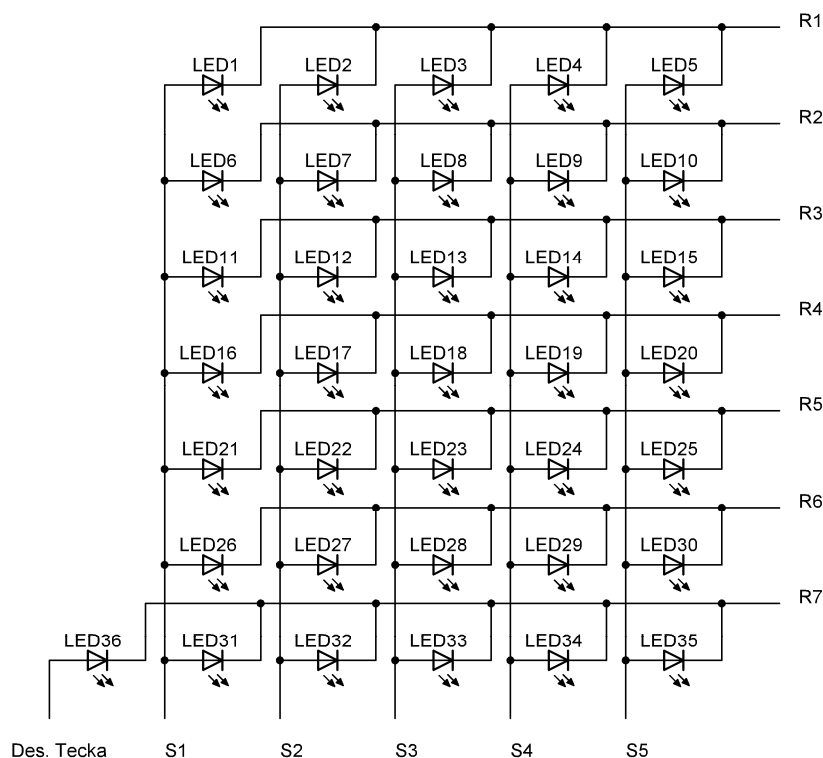 R1
LED1 LED2 LED3 LED4 LED5
R2
LED6 LED7 LED8 LED9 LED10
R3
LED11 LED12 LED13 LED14 LED15
R4
LED16 LED17 LED18 LED19 LED20
R5
LED21 LED22 LED23 LED24 LED25
R6
LED26 LED27 LED28 LED29 LED30
R7
LED36 LED31 LED32 LED33 LED34 LED35
Des. Tecka S1 S2 S3 S4 S5